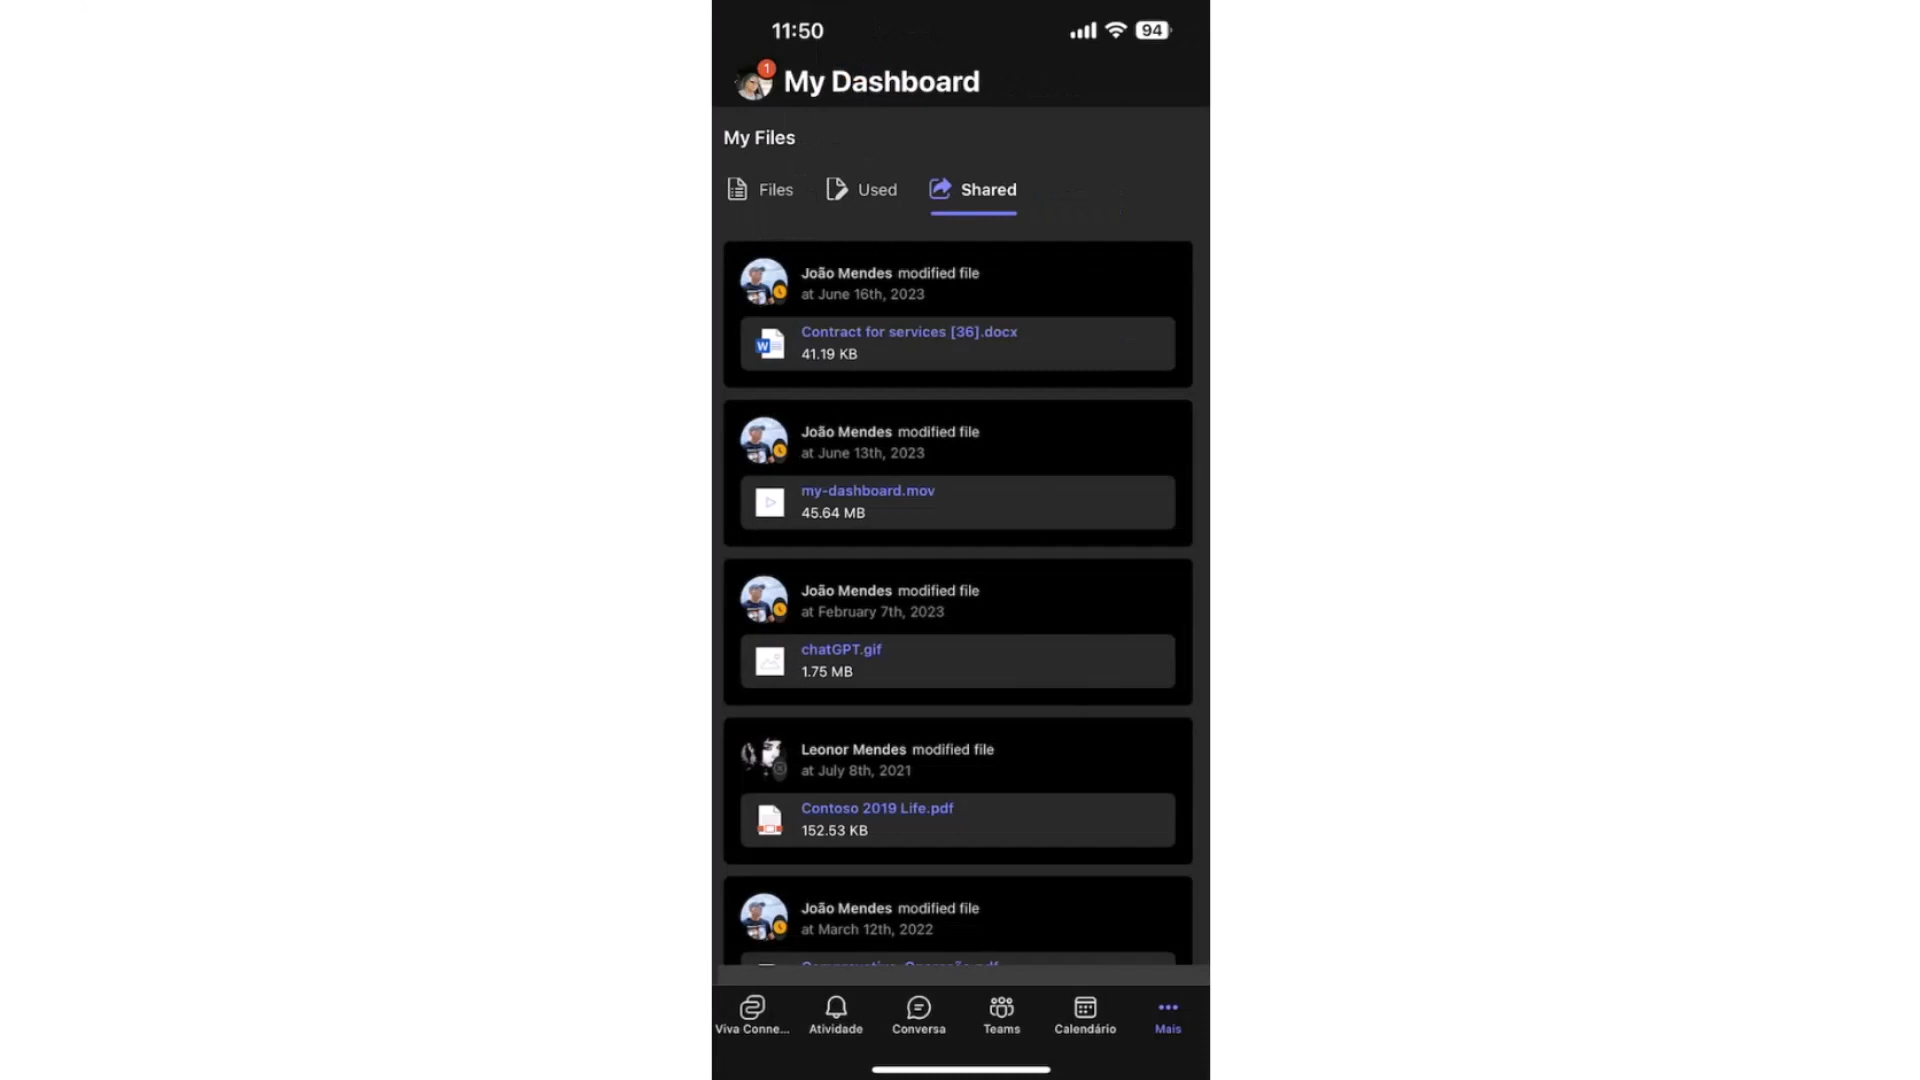 11:50
94
1
My Dashboard
My Files
Files
Used
Shared
João Mendes modified file
at June 16th, 2023
W
Contract for services [36].docx
41.19 KB
João Mendes modified file
at June 13th, 2023
my-dashboard.mov
45.64 MB
João Mendes modified file
at February 7th, 2023
chatGPT.gif
1.75 MB
Leonor Mendes modified file
at July 8th, 2021
Contoso 2019 Life.pdf
152.53 KB
João Mendes modified file
at March 12th, 2022
Viva Conne...
Atividade
Conversa
Teams
Calendário
Mais